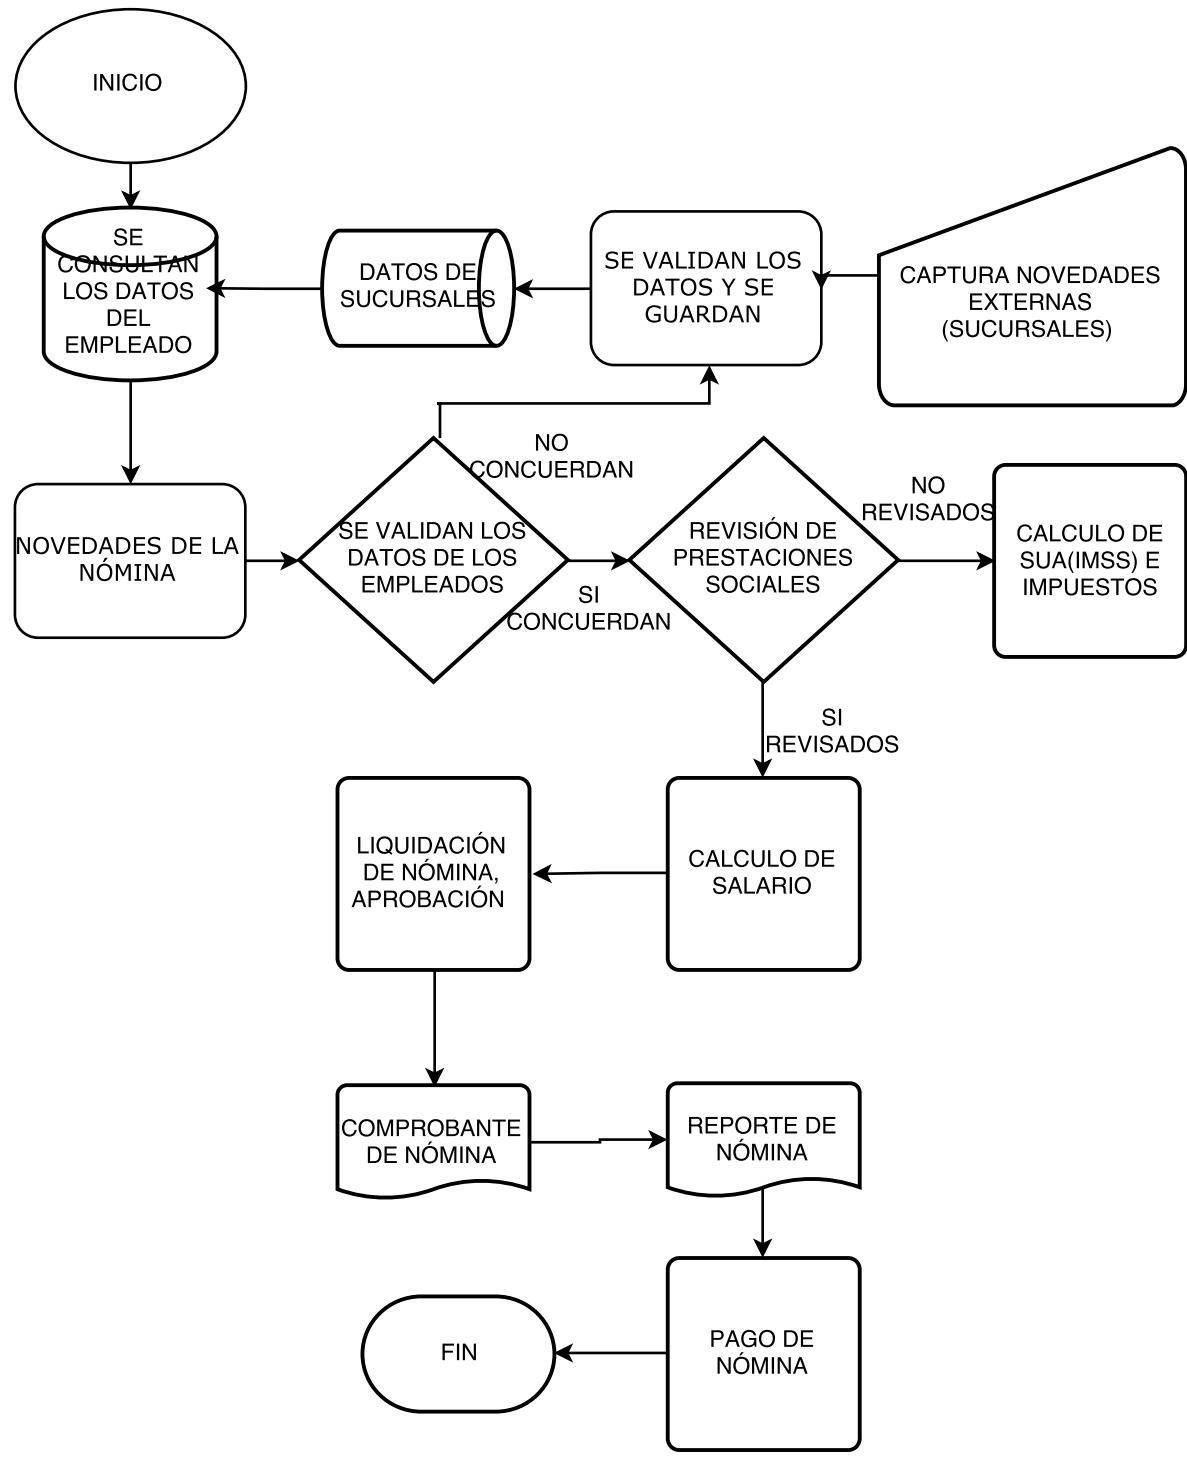 INICIO
SE
CONSULTAN
LOS DATOS
DEL
EMPLEADO
DATOS DE
SUCURSALES
SE VALIDAN LOS
DATOS Y SE
GUARDAN
CAPTURA NOVEDADES
EXTERNAS
(SUCURSALES)
NO
CONCUERDAN
NOVEDADES DE LA
NÓMINA
SE VALIDAN LOS
DATOS DE LOS
EMPLEADOS
SI
CONCUERDAN
REVISIÓN DE
PRESTACIONES
SOCIALES
NO
REVISADOS
CALCULO DE
SUA(IMSS) E
IMPUESTOS
SI
REVISADOS
LIQUIDACIÓN
DE NÓMINA,
APROBACIÓN
CALCULO DE
SALARIO
COMPROBANTE
DE NÓMINA
REPORTE DE
NÓMINA
FIN
PAGO DE
NÓMINA